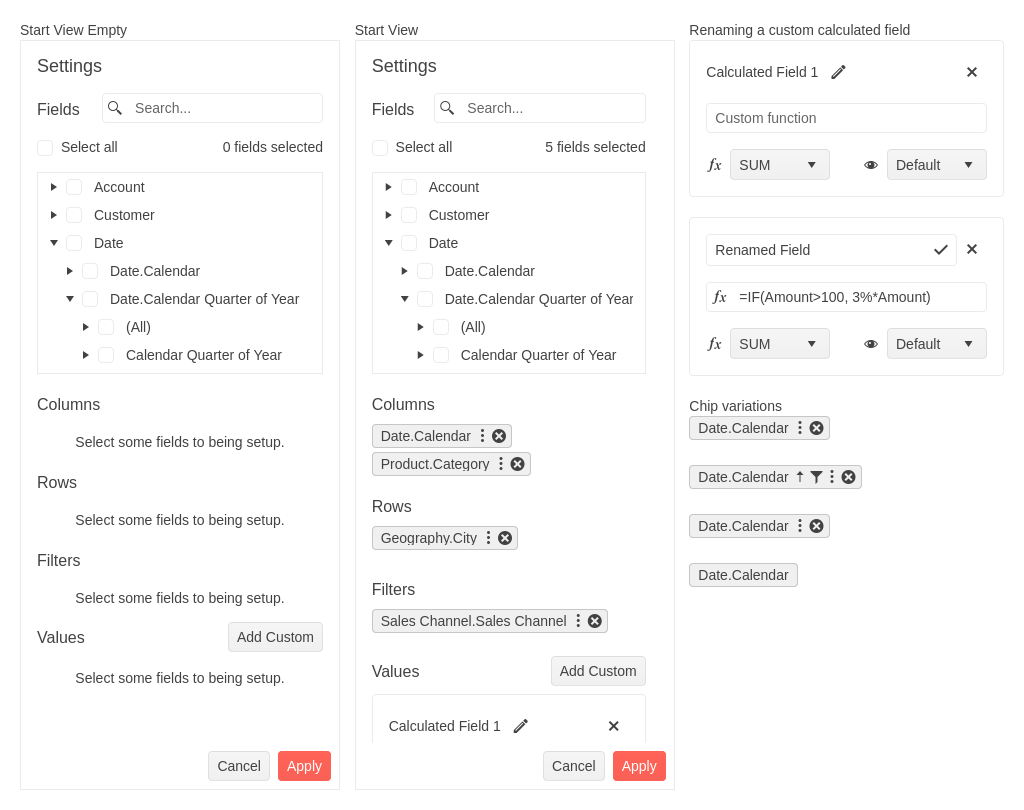 Start View Empty
Settings
Fields
Search...
Select all
0 fields selected
Account
Customer
Date
Date.Calendar
Date.Calendar Quarter of Year
(All)
Calendar Quarter of Year
Columns
Select some fields to being setup.
Rows
Select some fields to being setup.
Filters
Select some fields to being setup.
Values
Add Custom
Select some fields to being setup.
Cancel
Apply
Start View
Settings
Fields
Search...
Select all
5 fields selected
Account
Customer
Date
Date.Calendar
Date.Calendar Quarter of Year
(All)
Calendar Quarter of Year
Columns
Date.Calendar
Product.Category
Rows
Geography.City
Filters
Sales Channel.Sales Channel
Values
Add Custom
Calculated Field 1
Cancel
Apply
Renaming a custom calculated field
Calculated Field 1
Custom function
fx SUM
Default
Renamed Field
fx =IF(Amount>100, 3%*Amount)
fx SUM
Default
Chip variations
Date.Calendar
Date.Calendar
Date.Calendar
Date.Calendar